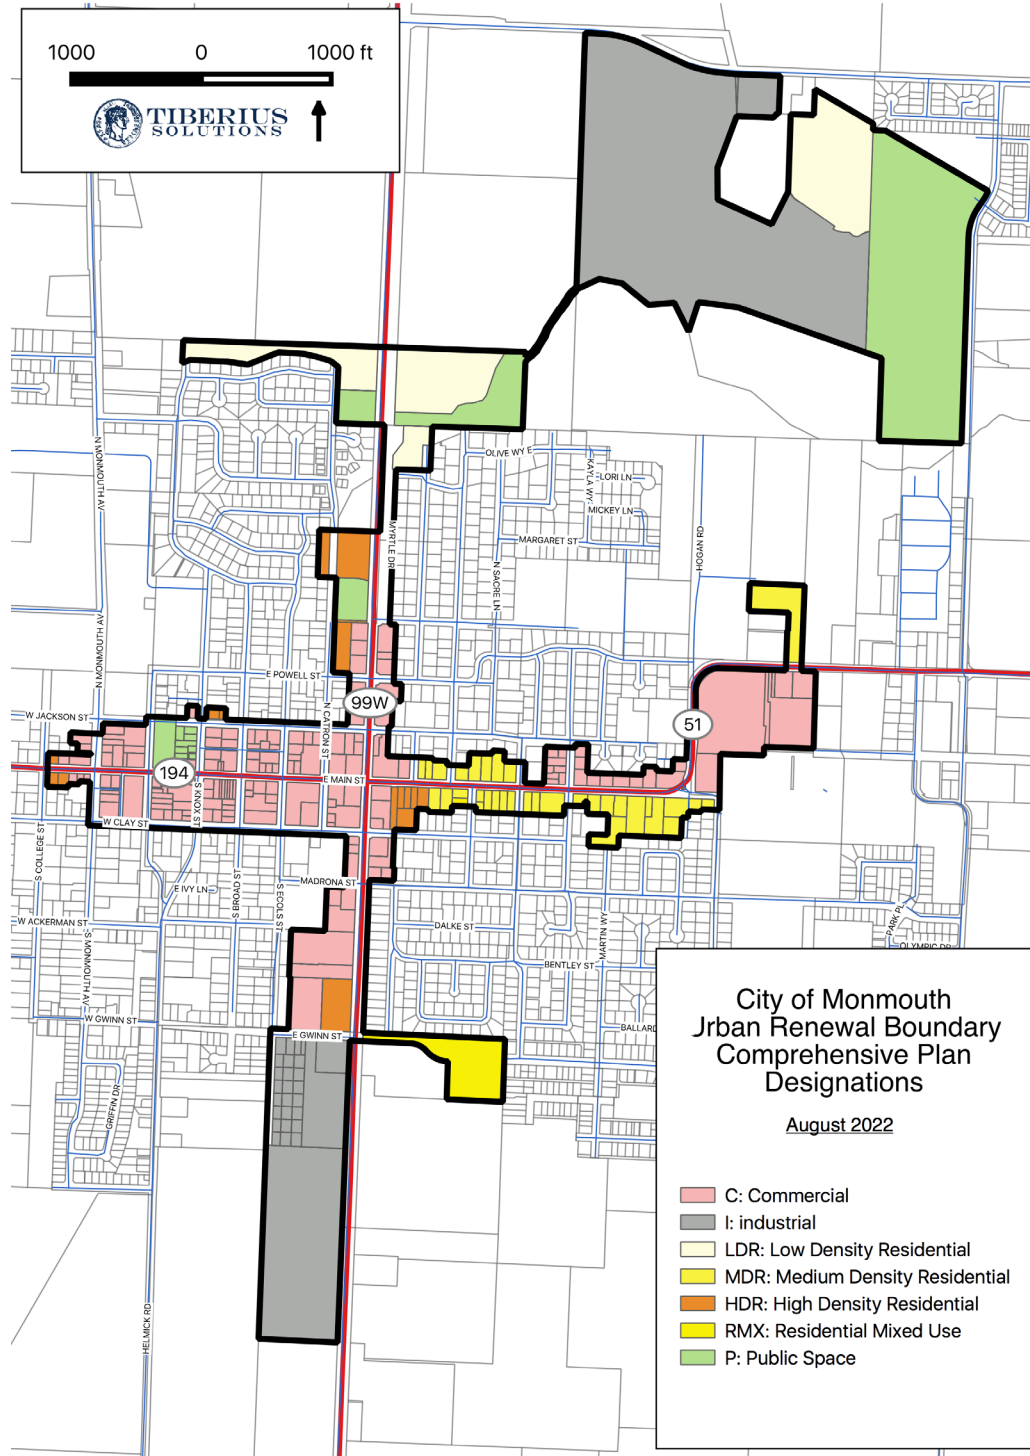 1000 0 1000 ft
TIBERIUS
SOLUTIONS
OLIVE WY E
KAYLA WY
LORI LN
MICKEY LN
MARGARET ST
N MONMOUTH AV
MYRTLE DR
N SACRE LN
HOGAN RD
N MONMOUTH AV
E POWELL ST
99W
W JACKSON ST
N CATRON ST
51
194
E MAIN ST
S KNOX ST
W CLAY ST
S COLLEGE ST
MADRONA ST
E IVY LN
S BROAD ST
S ECOLS ST
W ACKERMAN ST
DALKE ST
MARTIN WY
PARK PL
OLYMPIC DR
S MONMOUTH AV
BENTLEY ST
W GWINN ST
E GWINN ST
BALLARD
GRIFFIN DR
HELMICK RD
City of Monmouth
Urban Renewal Boundary
Comprehensive Plan
Designations
August 2022
C: Commercial
I: industrial
LDR: Low Density Residential
MDR: Medium Density Residential
HDR: High Density Residential
RMX: Residential Mixed Use
P: Public Space